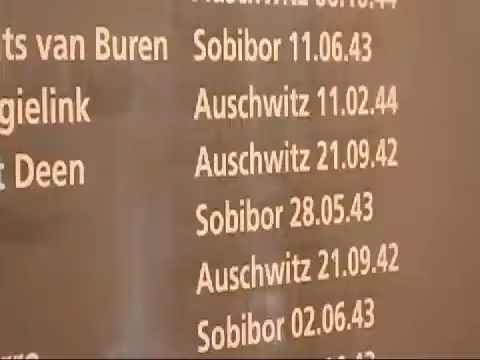 Auschwitz
ts van Buren Sobibor 11.06.43
gielink Auschwitz 11.02.44
Deen Auschwitz 21.09.42
Sobibor 28.05.43
Auschwitz 21.09.42
Sobibor 02.06.43